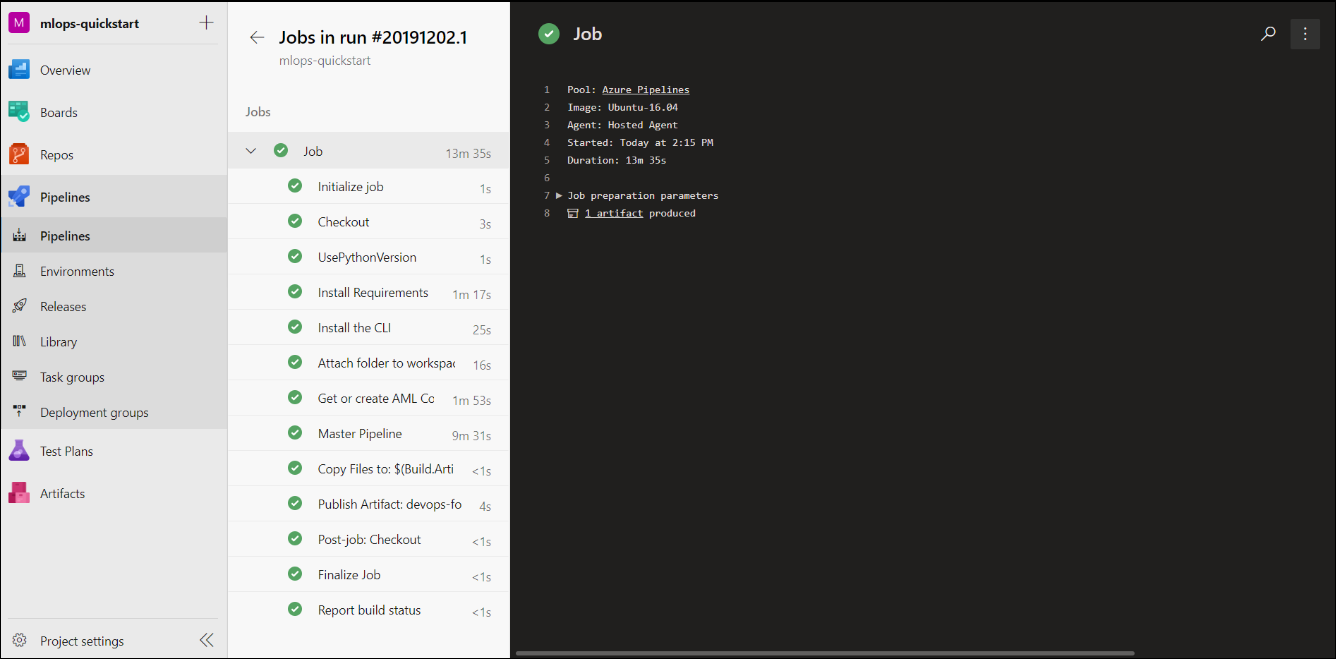 M mlops-quickstart
Overview
Boards
Repos
Pipelines
Pipelines
Environments
Releases
Library
Task groups
Deployment groups
Test Plans
Artifacts
Project settings
Jobs in run #20191202.1
mlops-quickstart
Jobs
Job 13m 35s
Initialize job 1s
Checkout 3s
UsePythonVersion 1s
Install Requirements 1m 17s
Install the CLI 25s
Attach folder to workspac 16s
Get or create AML Co 1m 53s
Master Pipeline 9m 31s
Copy Files to: $(Build.Arti <1s
Publish Artifact: devops-fo 4s
Post-job: Checkout <1s
Finalize Job <1s
Report build status <1s
Job
1 Pool: Azure Pipelines
2 Image: Ubuntu-16.04
3 Agent: Hosted Agent
4 Started: Today at 2:15 PM
5 Duration: 13m 35s
6
7 Job preparation parameters
8 1 artifact produced